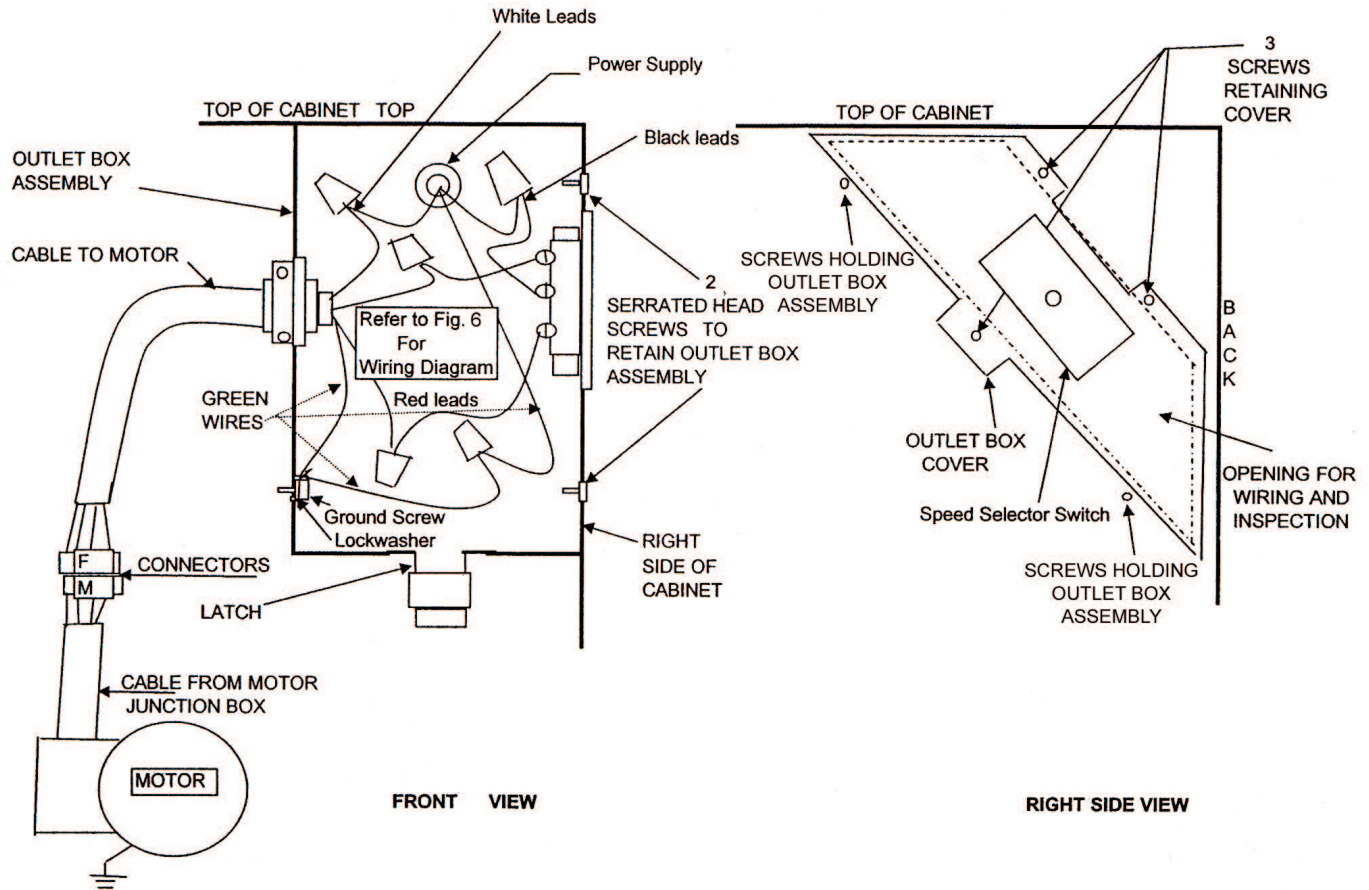 White Leads
Power Supply
TOP OF CABINET TOP
Black leads
OUTLET BOX
ASSEMBLY
CABLE TO MOTOR
2
SERRATED HEAD
SCREWS TO
RETAIN OUTLET BOX
ASSEMBLY
Refer to Fig. 6
For
Wiring Diagram
GREEN
WIRES
Red leads
Ground Screw
Lockwasher
F
M
CONNECTORS
LATCH
RIGHT
SIDE OF
CABINET
CABLE FROM MOTOR
JUNCTION BOX
MOTOR
FRONT VIEW
3
SCREWS
RETAINING
COVER
TOP OF CABINET
SCREWS HOLDING
OUTLET BOX
ASSEMBLY
B
A
C
K
OUTLET BOX
COVER
Speed Selector Switch
OPENING FOR
WIRING AND
INSPECTION
SCREWS HOLDING
OUTLET BOX
ASSEMBLY
RIGHT SIDE VIEW